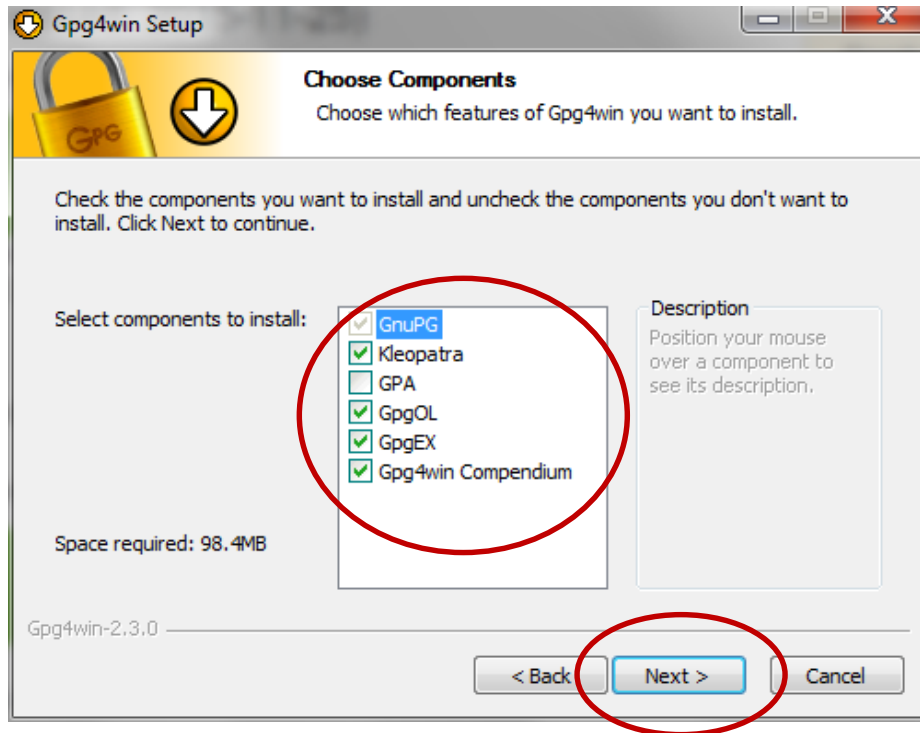 Gpg4win Setup
GPG
Choose Components
Choose which features of Gpg4win you want to install.
Check the components you want to install and uncheck the components you don't want to
install. Click Next to continue.
Select components to install:
GnuPG
Kleopatra
GPA
GpgOL
GpgEX
Gpg4win Compendium
Description
Position your mouse
over a component to
see its description.
Space required: 98.4MB
Gpg4win-2.3.0
< Back
Next >
Cancel